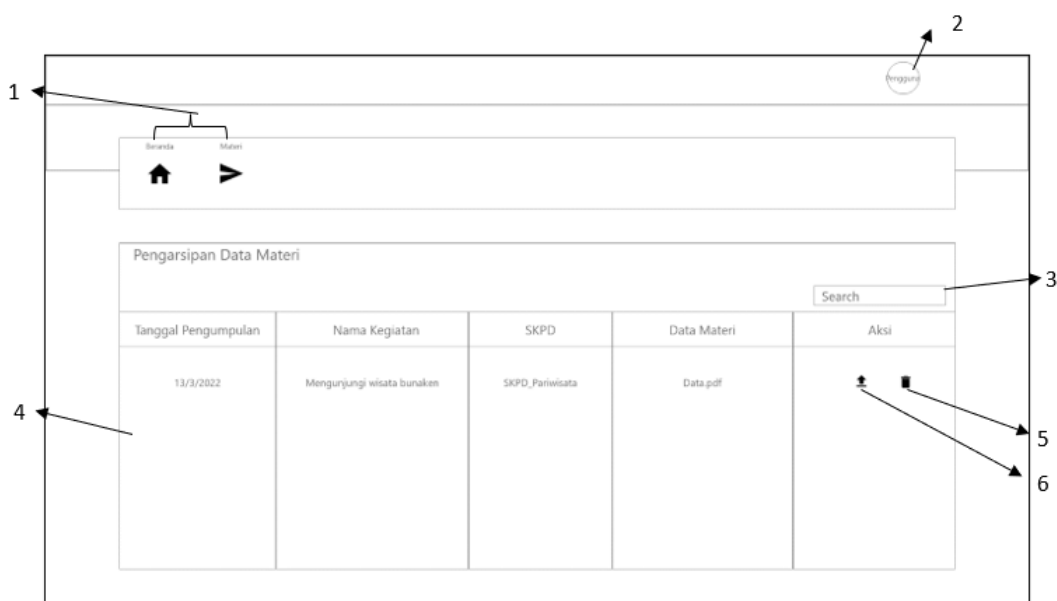 2
Pengguna
1
Beranda Materi
Pengarsipan Data Materi
3
Search
Tanggal Pengumpulan Nama Kegiatan SKPD Data Materi Aksi
13/3/2022 Mengunjungi wisata bunaken SKPD_Pariwisata Data.pdf
4
5
6